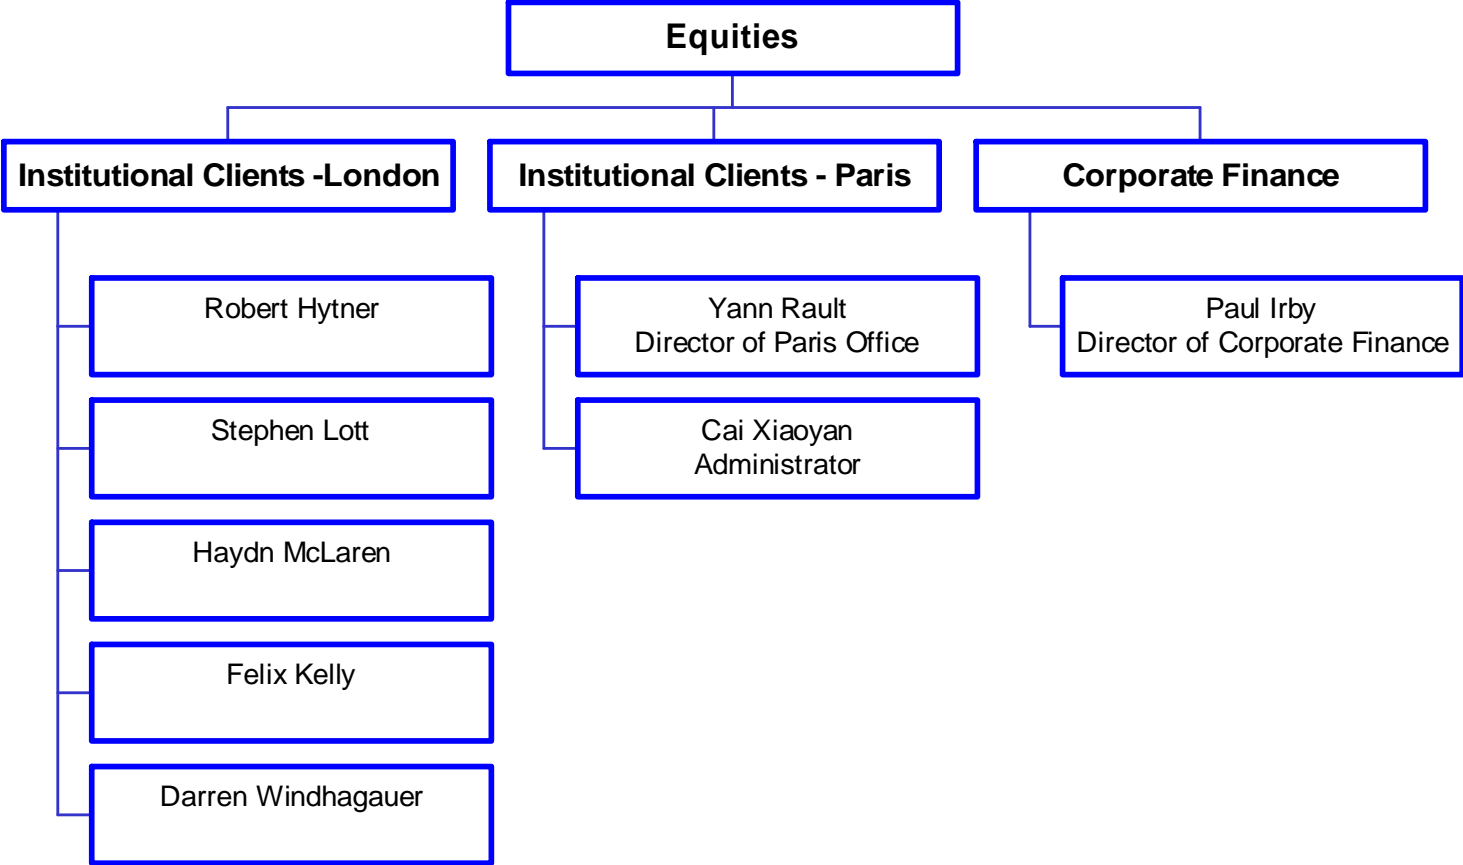 Equities
Institutional Clients -London
Institutional Clients - Paris
Corporate Finance
Robert Hytner
Stephen Lott
Haydn McLaren
Felix Kelly
Darren Windhagauer
Yann Rault
Director of Paris Office
Cai Xiaoyan
Administrator
Paul Irby
Director of Corporate Finance